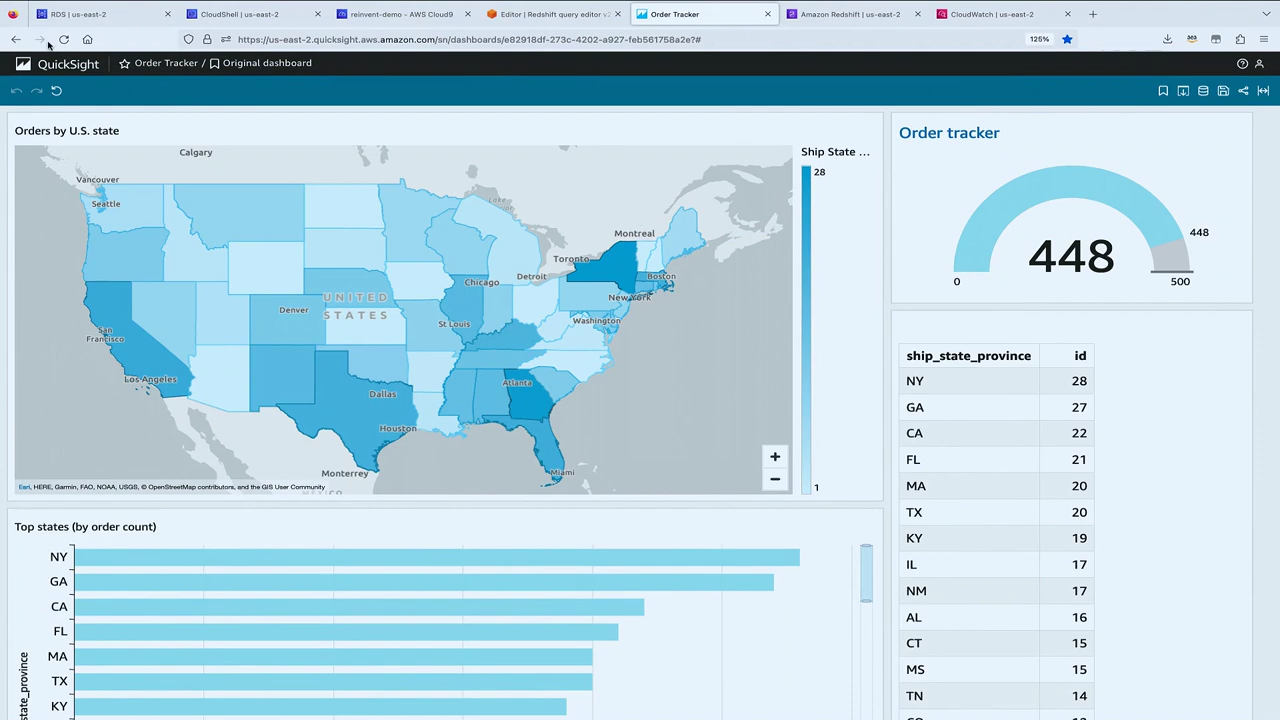 RDS | us-east-2
CloudShell | us-east-2
reinvent-demo - AWS Cloud9
Editor | Redshift query editor v2
Order Tracker
Amazon Redshift | us-east-2
CloudWatch | us-east-2
https://us-east-2.quicksight.aws.amazon.com/sn/dashboards/e82918df-273c-4202-a927-feb561758a2e?#
125%
QuickSight
Order Tracker / Original dashboard
Orders by U.S. state
Calgary
Vancouver
Seattle
Lake
Montreal
Toronto
Boston
Detroit
Chicago
New York
UNITED
STATES
Denver
Washington
St Louis
San
Francisco
Los Angeles
Atlanta
Dallas
Houston
Monterrey
Miami
MÉXICO
Esri, HERE, Garmin, FAO, NOAA, USGS, © OpenStreetMap contributors, and the GIS User Community
+
−
Ship State ...
28
1
Order tracker
448
448
0
500
ship_state_province id
NY 28
GA 27
CA 22
FL 21
MA 20
TX 20
KY 19
IL 17
NM 17
AL 16
CT 15
MS 15
TN 14
Top states (by order count)
NY
GA
CA
FL
MA
TX
KY
state_province